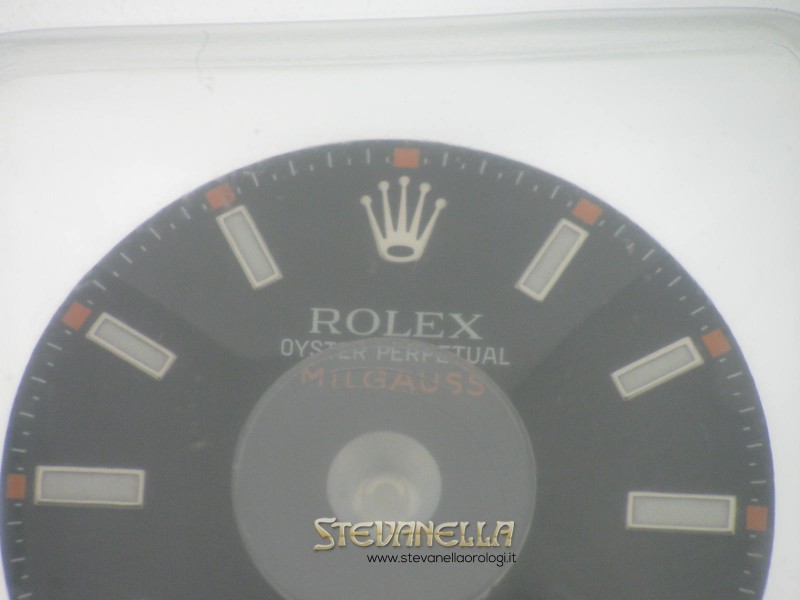 ROLEX
OYSTER PERPETUAL
MILGAUSS
STEVANELLA
www.stevanellaorologi.it